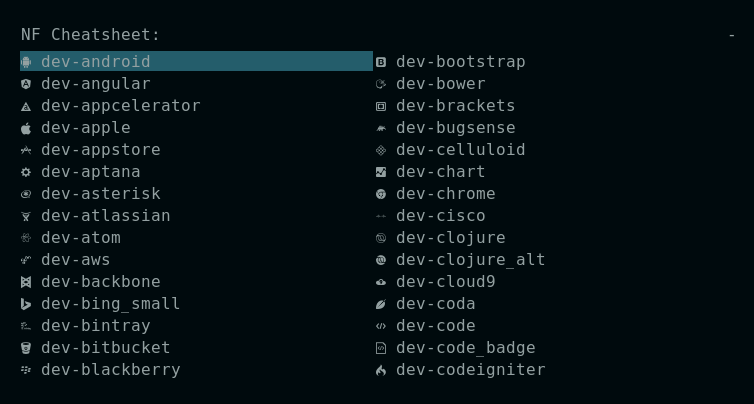 NF Cheatsheet: -
dev-android
dev-angular
dev-appcelerator
dev-apple
dev-appstore
dev-aptana
dev-asterisk
dev-atlassian
dev-atom
dev-aws
dev-backbone
dev-bing_small
dev-bintray
dev-bitbucket
dev-blackberry
dev-bootstrap
dev-bower
dev-brackets
dev-bugsense
dev-celluloid
dev-chart
dev-chrome
dev-cisco
dev-clojure
dev-clojure_alt
dev-cloud9
dev-coda
dev-code
dev-code_badge
dev-codeigniter